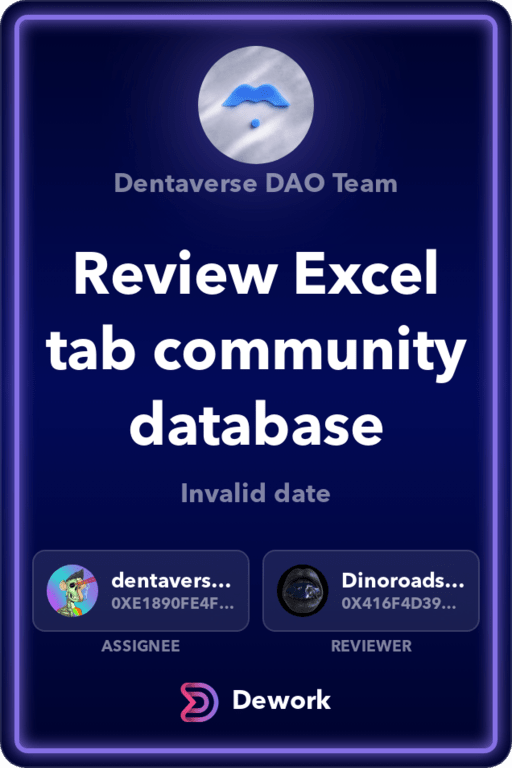 Dentaverse DAO Team
Review Excel
tab community
database
Invalid date
dentavers...
0XE1890FE4F...
Dinoroads...
0X416F4D39...
ASSIGNEE
REVIEWER
Dework